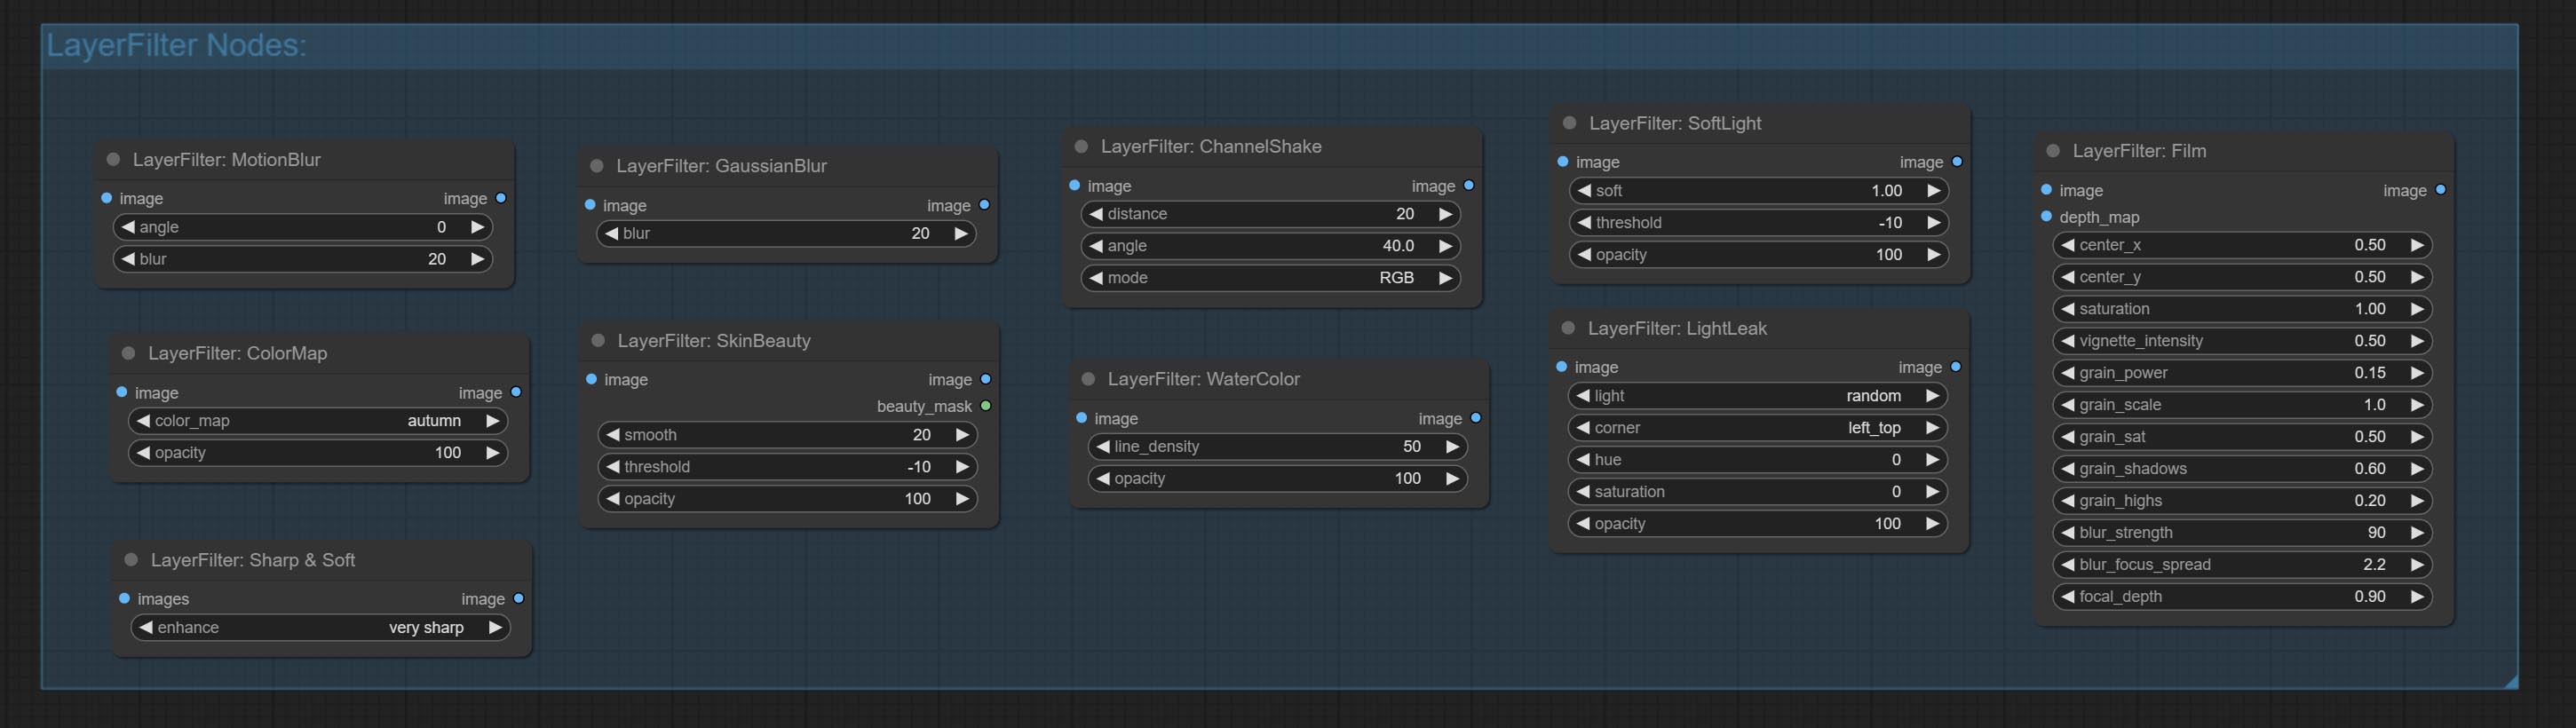 LayerFilter Nodes:
LayerFilter: MotionBlur
image image
angle 0
blur 20
LayerFilter: ColorMap
image image
color_map autumn
opacity 100
LayerFilter: Sharp & Soft
images image
enhance very sharp
LayerFilter: GaussianBlur
image image
blur 20
LayerFilter: SkinBeauty
image image
beauty_mask
smooth 20
threshold -10
opacity 100
LayerFilter: ChannelShake
image image
distance 20
angle 40.0
mode RGB
LayerFilter: WaterColor
image image
line_density 50
opacity 100
LayerFilter: SoftLight
image image
soft 1.00
threshold -10
opacity 100
LayerFilter: LightLeak
image image
light random
corner left_top
hue 0
saturation 0
opacity 100
LayerFilter: Film
image image
depth_map
center_x 0.50
center_y 0.50
saturation 1.00
vignette_intensity 0.50
grain_power 0.15
grain_scale 1.0
grain_sat 0.50
grain_shadows 0.60
grain_highs 0.20
blur_strength 90
blur_focus_spread 2.2
focal_depth 0.90